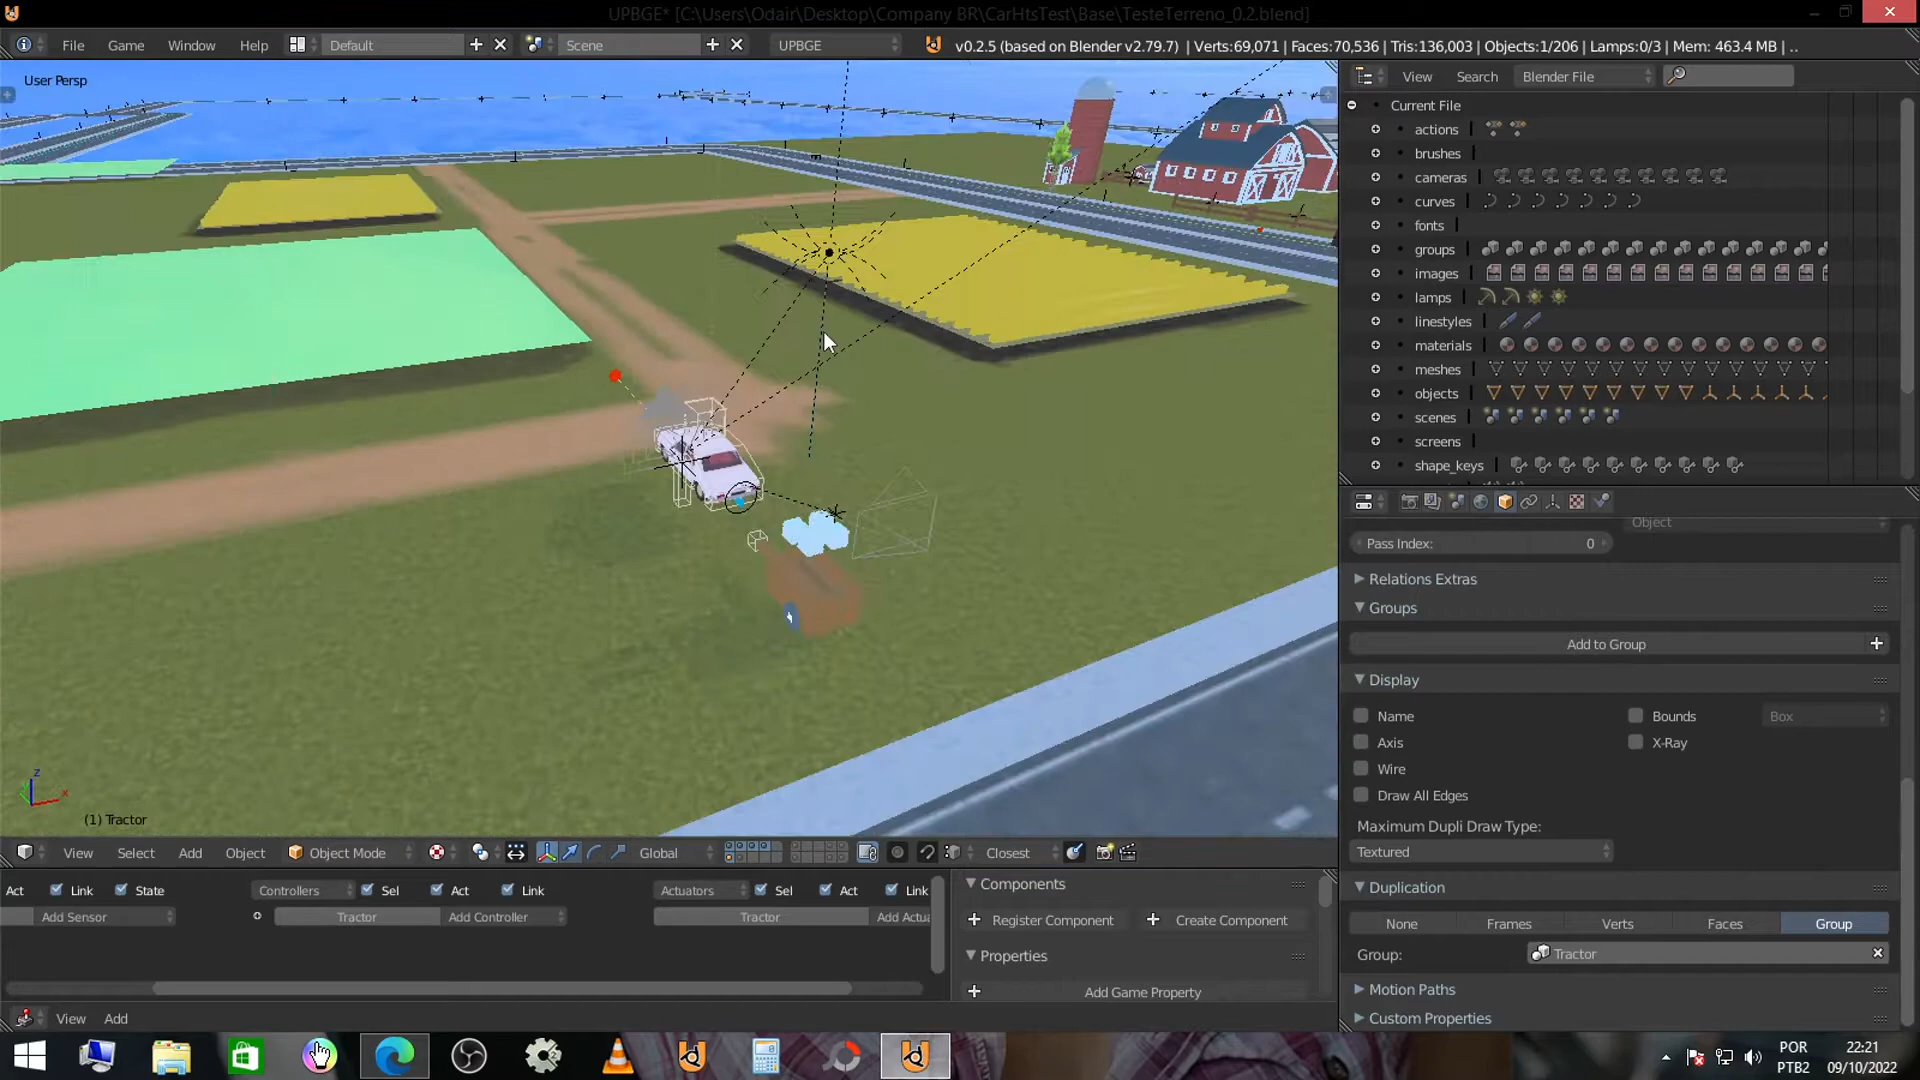 UPBGE* [C:\Users\Odair\Desktop\Company BR\CarHtsTest\Base\TesteTerreno_0.2.blend]
File Game Window Help Default Scene UPBGE v0.2.5 (based on Blender v2.79.7) | Verts:69,071 | Faces:70,536 | Tris:136,003 | Objects:1/206 | Lamps:0/3 | Mem: 463.4 MB | ..
User Persp
View Search Blender File
Current File
actions
brushes
cameras
curves
fonts
groups
images
lamps
linestyles
materials
meshes
objects
scenes
screens
shape_keys
Object
Pass Index: 0
Relations Extras
Groups
Add to Group
Display
Name Bounds Box
Axis X-Ray
Wire
Draw All Edges
Maximum Dupli Draw Type:
Textured
Duplication
None Frames Verts Faces Group
Group: Tractor
Motion Paths
Custom Properties
z
x
(1) Tractor
View Select Add Object Object Mode Global Closest
Act Link State Controllers Sel Act Link Actuators Sel Act Link
Add Sensor Tractor Add Controller Tractor Add Actu
Components
Register Component Create Component
Properties
Add Game Property
View Add
POR
PTB2
22:21
09/10/2022